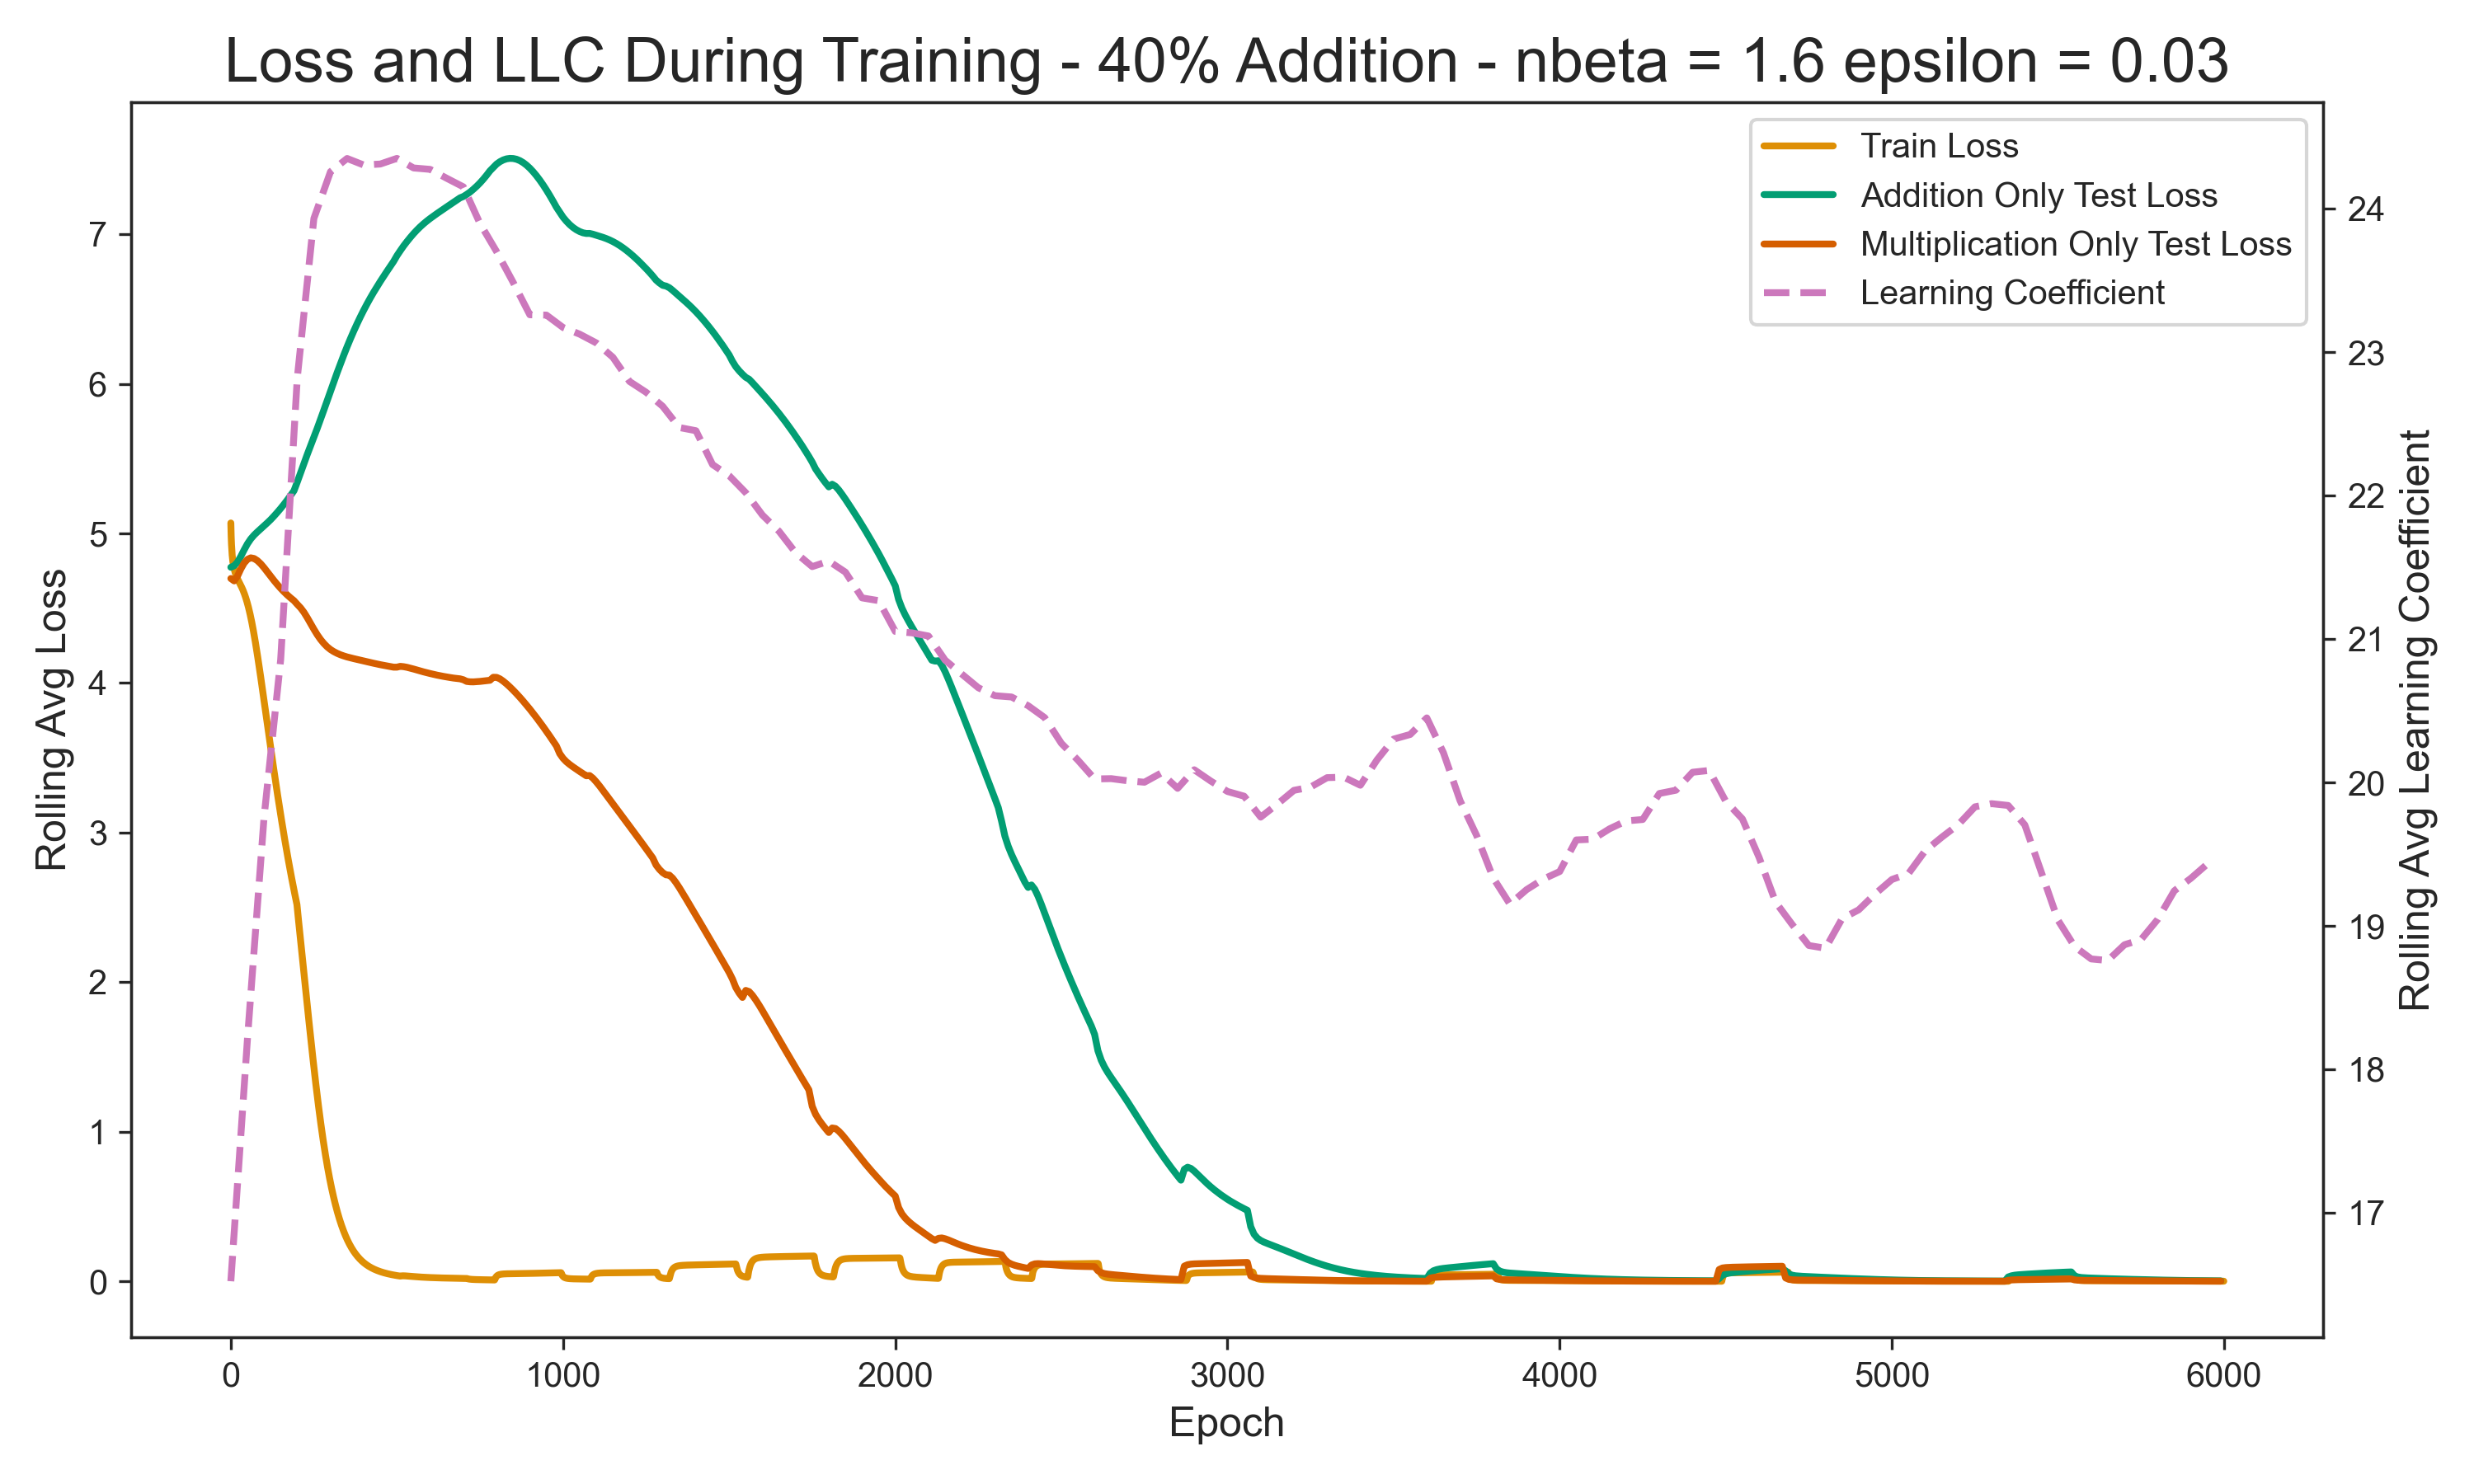 Loss and LLC During Training - 40% Addition - nbeta = 1.6 epsilon = 0.03
Train Loss
Addition Only Test Loss
Multiplication Only Test Loss
Learning Coefficient
Rolling Avg Loss
7
6
5
4
3
2
1
0
24
23
22
21
20
19
18
17
Rolling Avg Learning Coefficient
0 1000 2000 3000 4000 5000 6000
Epoch